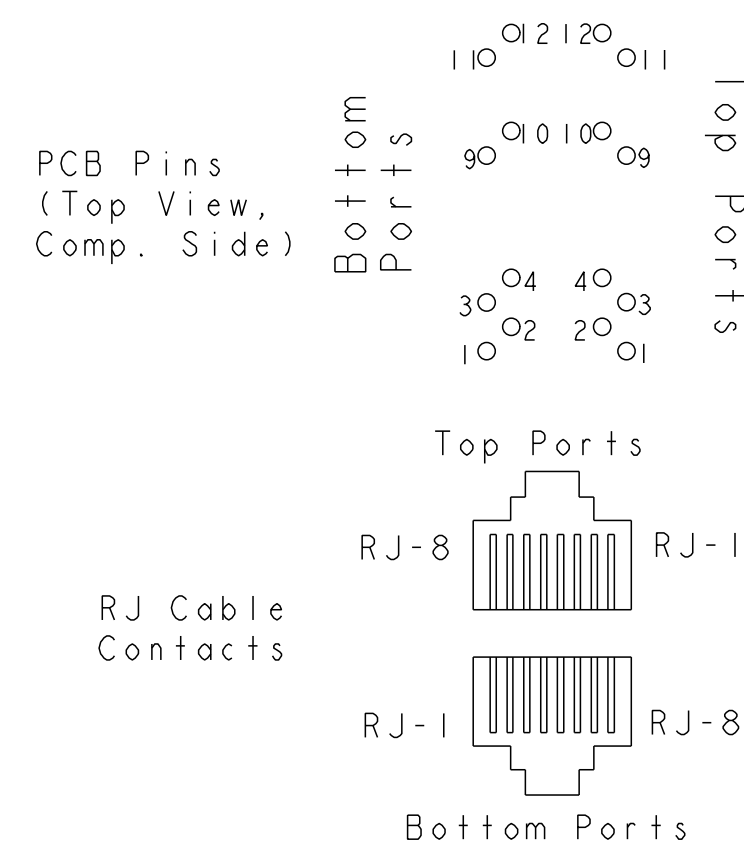 12 12
11 11
10 10
9 9
PCB Pins
(Top View,
Comp. Side)
Bottom
Ports
Top Ports
4 4
3 3
2 2
1 1
Top Ports
RJ-8 RJ-1
RJ Cable
Contacts
RJ-1 RJ-8
Bottom Ports